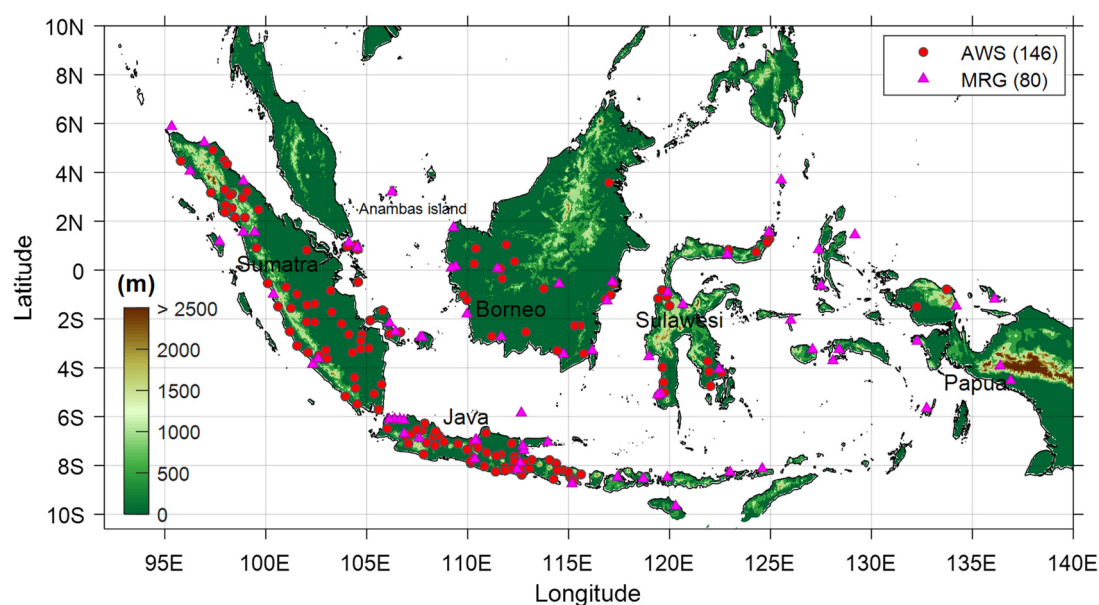 10N
8N
6N
4N
2N
0
2S
4S
6S
8S
10S
Latitude
AWS (146)
MRG (80)
Anambas island
Sumatra
Borneo
Sulawesi
Papua
Java
(m)
> 2500
2000
1500
1000
500
0
95E 100E 105E 110E 115E 120E 125E 130E 135E 140E
Longitude